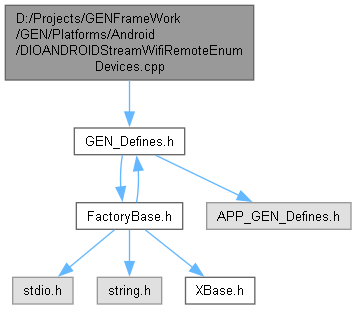 D:/Projects/GENFrameWork
/GEN/Platforms/Android
/DIOANDROIDStreamWifiRemoteEnum
Devices.cpp
GEN_Defines.h
FactoryBase.h
APP_GEN_Defines.h
stdio.h
string.h
XBase.h